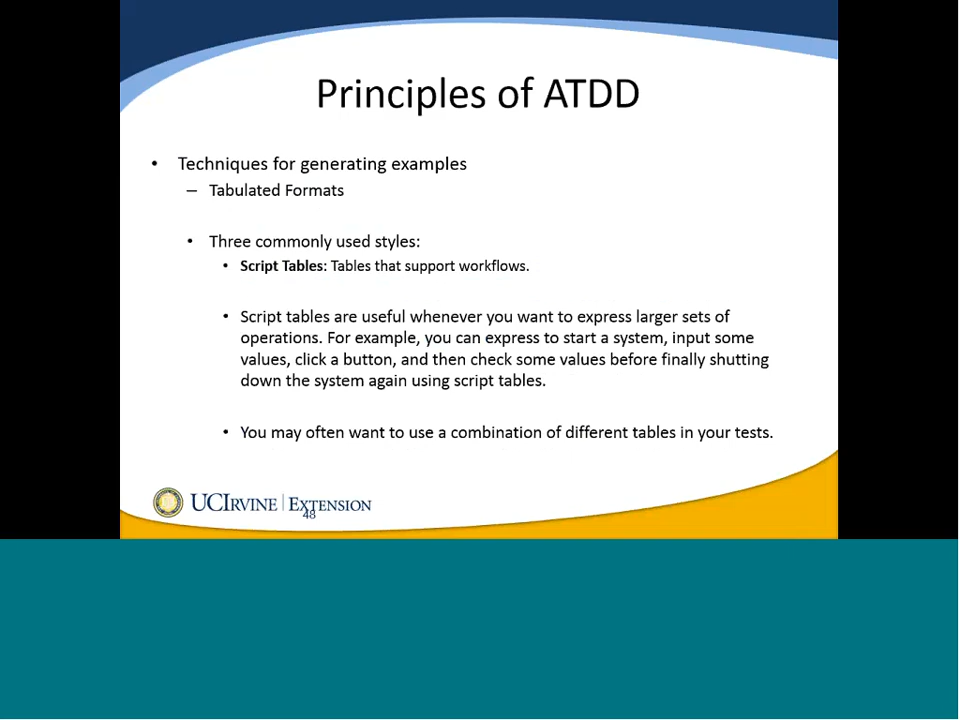 Principles of ATDD
• Techniques for generating examples
– Tabulated Formats
• Three commonly used styles:
• Script Tables: Tables that support workflows.
• Script tables are useful whenever you want to express larger sets of
operations. For example, you can express to start a system, input some
values, click a button, and then check some values before finally shutting
down the system again using script tables.
• You may often want to use a combination of different tables in your tests.
UCIRVINE | EXTENSION
48